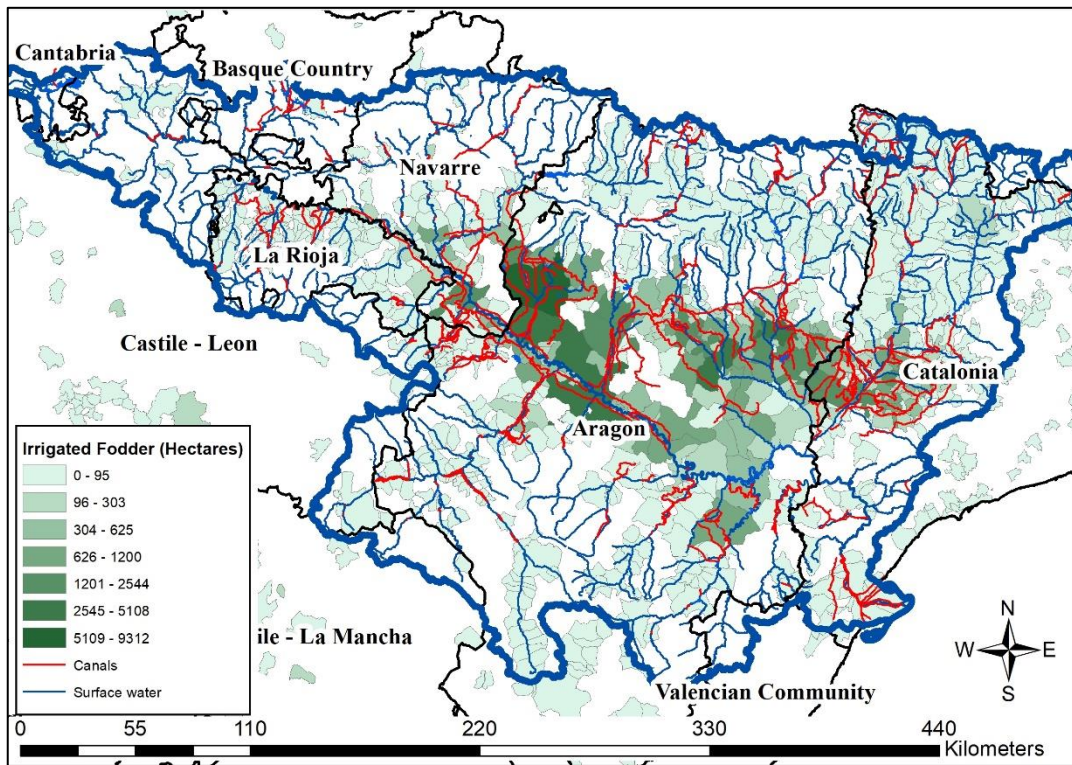 Cantabria
Basque Country
Navarre
La Rioja
Castile - Leon
Catalonia
Aragon
Irrigated Fodder (Hectares)
0 - 95
96 - 303
304 - 625
626 - 1200
1201 - 2544
2545 - 5108
5109 - 9312
Canals
Surface water
ile - La Mancha
Valencian Community
N
W E
S
0 55 110 220 330 440
Kilometers